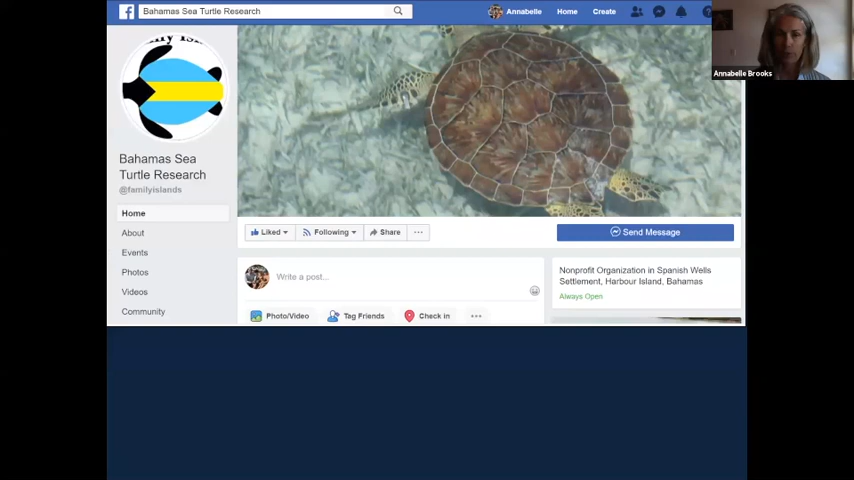 Bahamas Sea Turtle Research
Annabelle
Home
Create
Annabelle Brooks
Bahamas Sea
Turtle Research
@familyislands
Home
About
Events
Photos
Videos
Community
Liked
Following
Share
Send Message
Write a post...
Photo/Video
Tag Friends
Check in
Nonprofit Organization in Spanish Wells
Settlement, Harbour Island, Bahamas
Always Open